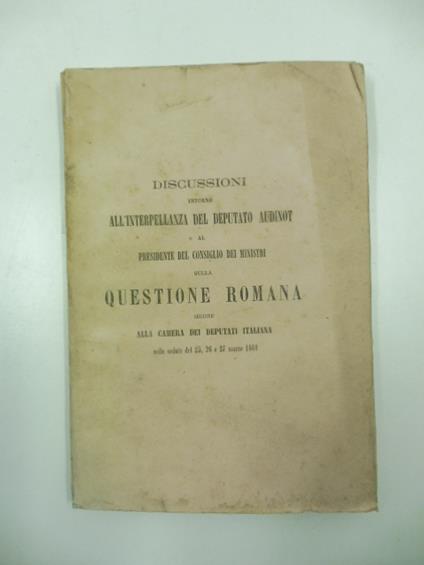 DISCUSSIONI
INTORNO
ALL'INTERPELLANZA DEL DEPUTATO AUDINOT
AL
PRESIDENTE DEL CONSIGLIO DEI MINISTRI
SULLA
QUESTIONE ROMANA
SEGUITE
ALLA CAMERA DEI DEPUTATI ITALIANA
nelle sedute del 25, 26 e 27 marzo 1861